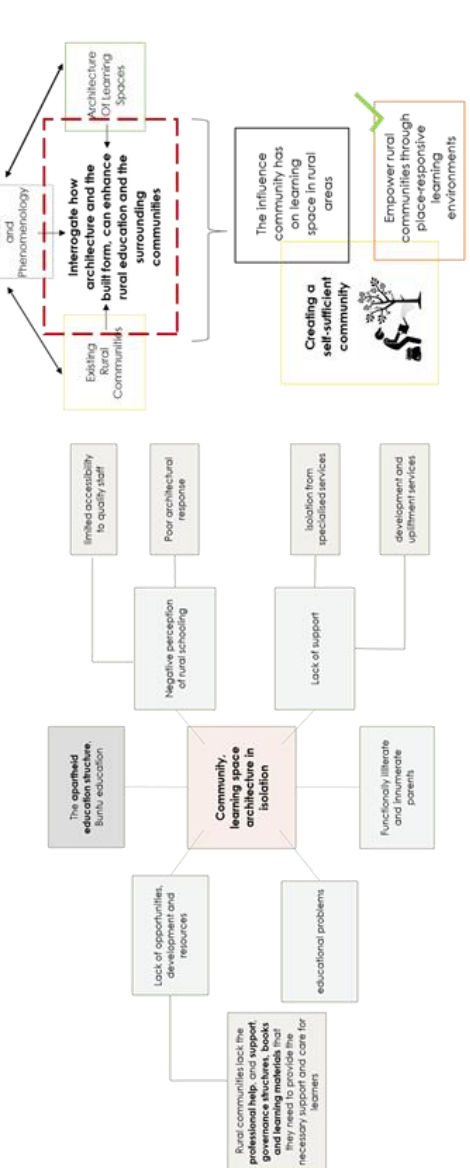 Rural communities lack the
professional help, and support,
governance structures, books
and learning materials that
they need to provide the
necessary support and care for
learners
Lack of opportunities,
development and
resources
educational problems
The apartheid
education structure,
Buntu education
Community,
learning space
architecture in
isolation
Functionally illiterate
and innumerate
parents
Negative perception
of rural schooling
Lack of support
limited accessibility
to quality staff
Poor architectural
response
isolation from
specialised services
development and
upliftment services
and
Phenomenology
Existing
Rural
Communities
Interrogate how
architecture and the
built form, can enhance
rural education and the
surrounding
communities
Architecture
Of Learning
Spaces
Creating a
self-sufficient
community
The influence
community has
on learning
space in rural
areas
Empower rural
communities through
place-responsive
learning
environments